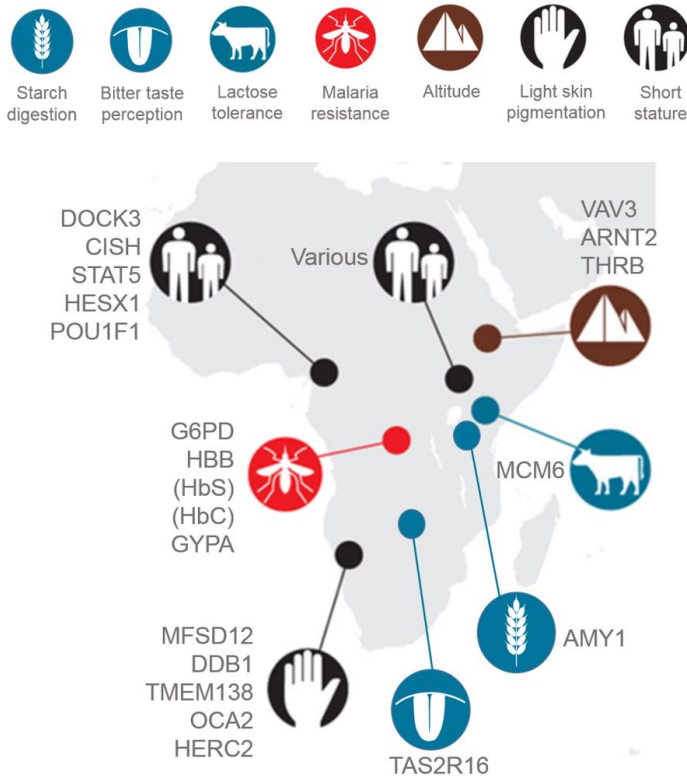 Starch
digestion
Bitter taste
perception
Lactose
tolerance
Malaria
resistance
Altitude
Light skin
pigmentation
Short
stature
DOCK3
CISH
STAT5
HESX1
POU1F1
Various
VAV3
ARNT2
THRB
G6PD
HBB
(HbS)
(HbC)
GYPA
MCM6
AMY1
MFSD12
DDB1
TMEM138
OCA2
HERC2
TAS2R16